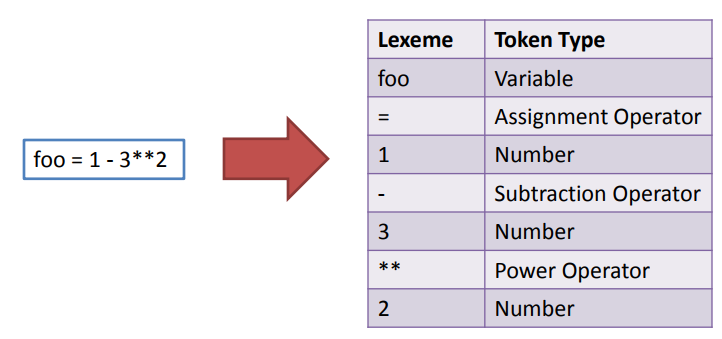 foo = 1 - 3**2
Lexeme Token Type
foo Variable
= Assignment Operator
1 Number
- Subtraction Operator
3 Number
** Power Operator
2 Number